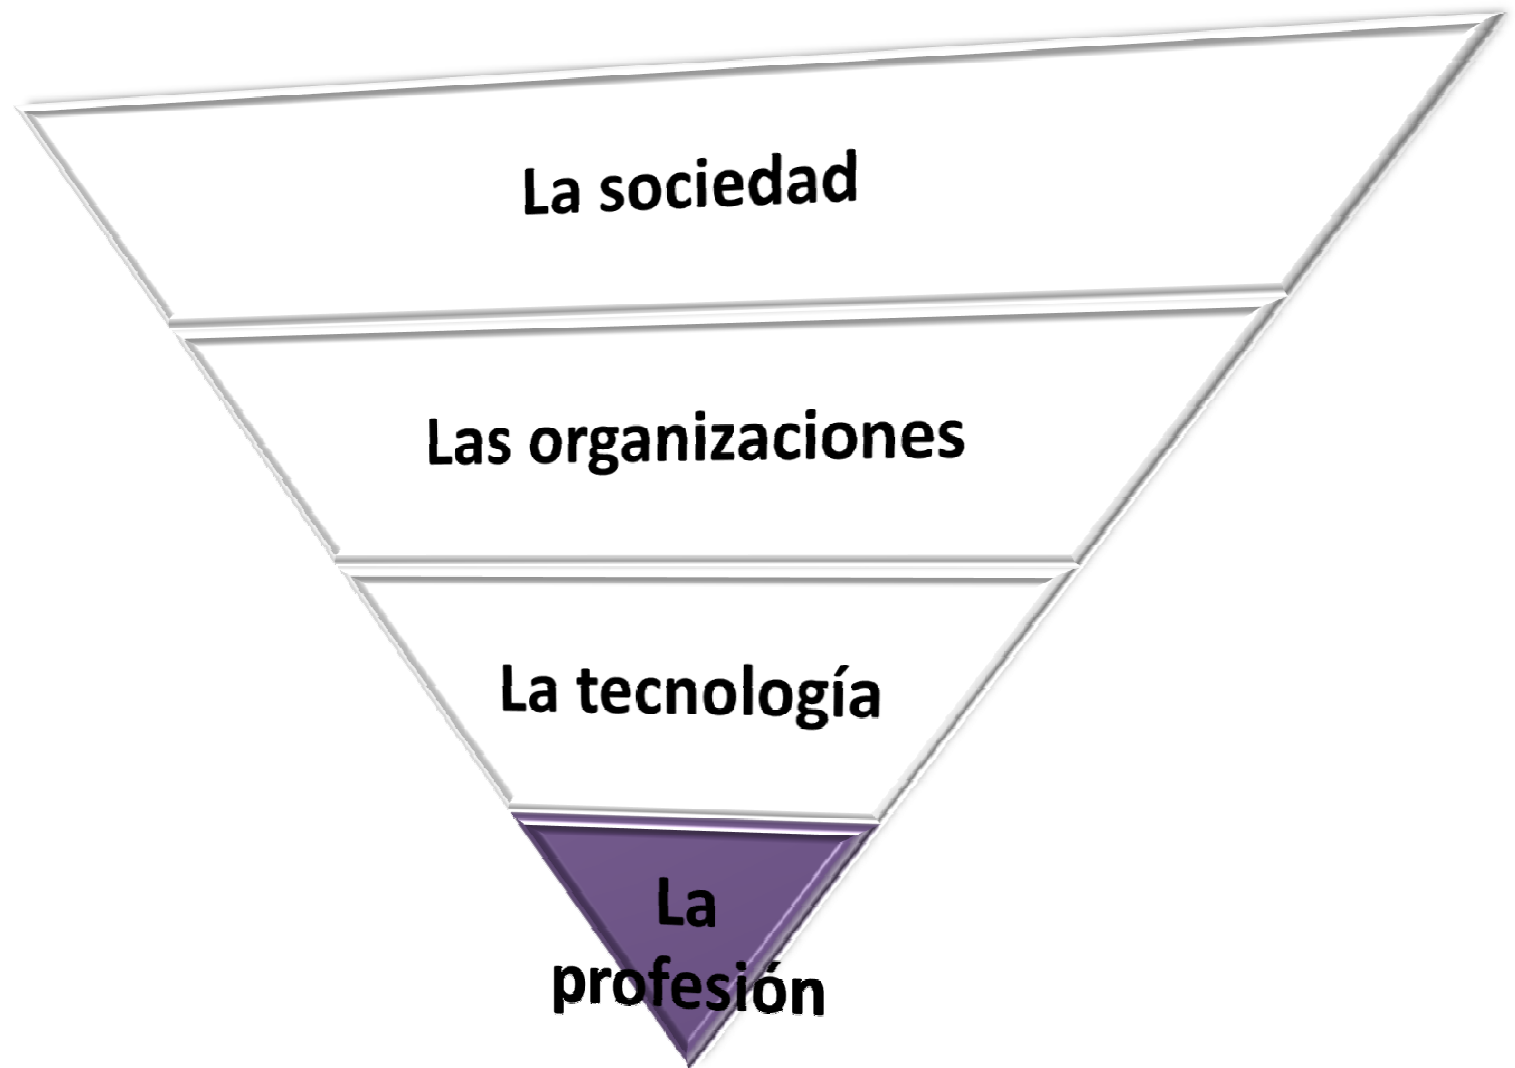 La sociedad
Las organizaciones
La tecnología
La
profesión